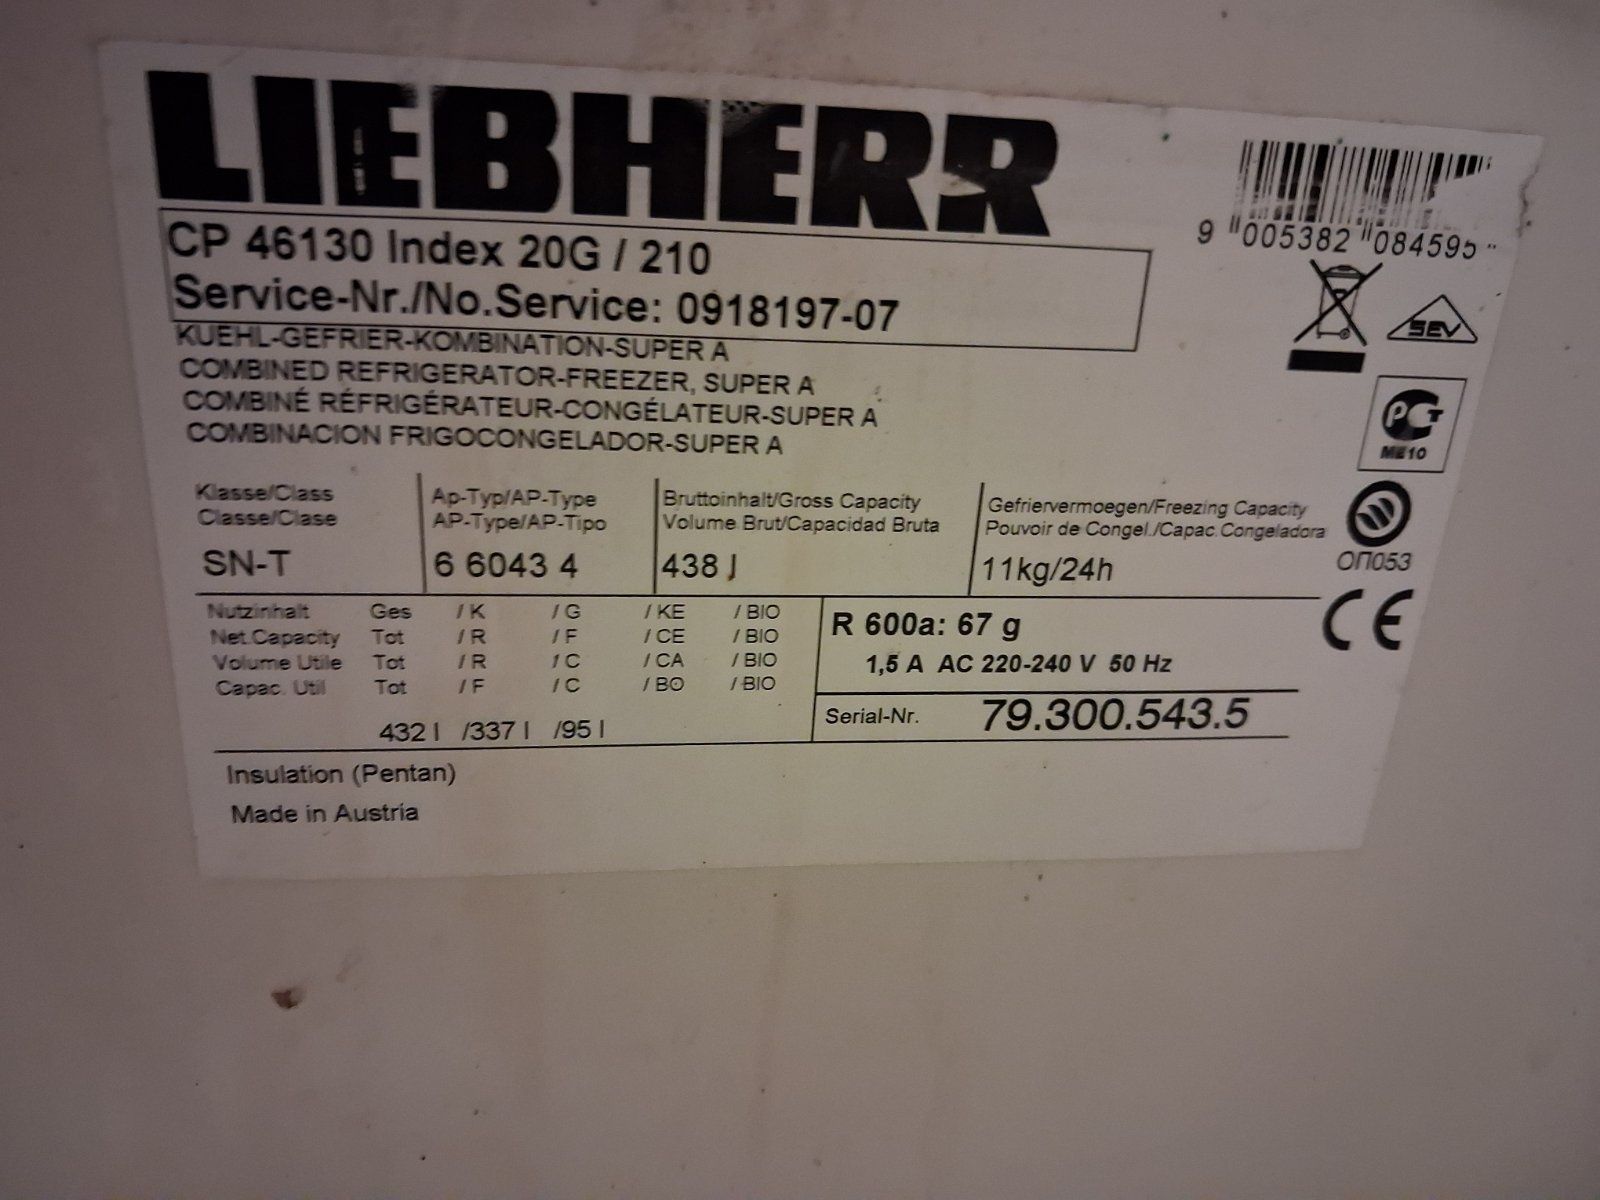 LIEBHERR
CP 46130 Index 20G / 210
Service-Nr./No.Service: 0918197-07
KUEHL-GEFRIER-KOMBINATION-SUPER A
COMBINED REFRIGERATOR-FREEZER, SUPER A
COMBINÉ RÉFRIGÉRATEUR-CONGÉLATEUR-SUPER A
COMBINACION FRIGOCONGELADOR-SUPER A
9 005382 084595
SEV
РСТ
ME10
ОП053
CE
Klasse/Class
Classe/Clase
SN-T
Ap-Typ/AP-Type
AP-Type/AP-Tipo
6 6043 4
Bruttoinhalt/Gross Capacity
Volume Brut/Capacidad Bruta
438 l
Gefriervermoegen/Freezing Capacity
Pouvoir de Congel./Capac.Congeladora
11kg/24h
Nutzinhalt Ges / K / G / KE / BIO
Net.Capacity Tot / R / F / CE / BIO
Volume Utile Tot / R / C / CA / BIO
Capac. Util Tot / F / C / BO / BIO
432 l /337 l /95 l
R 600a: 67 g
1,5 A AC 220-240 V 50 Hz
Serial-Nr. 79.300.543.5
Insulation (Pentan)
Made in Austria